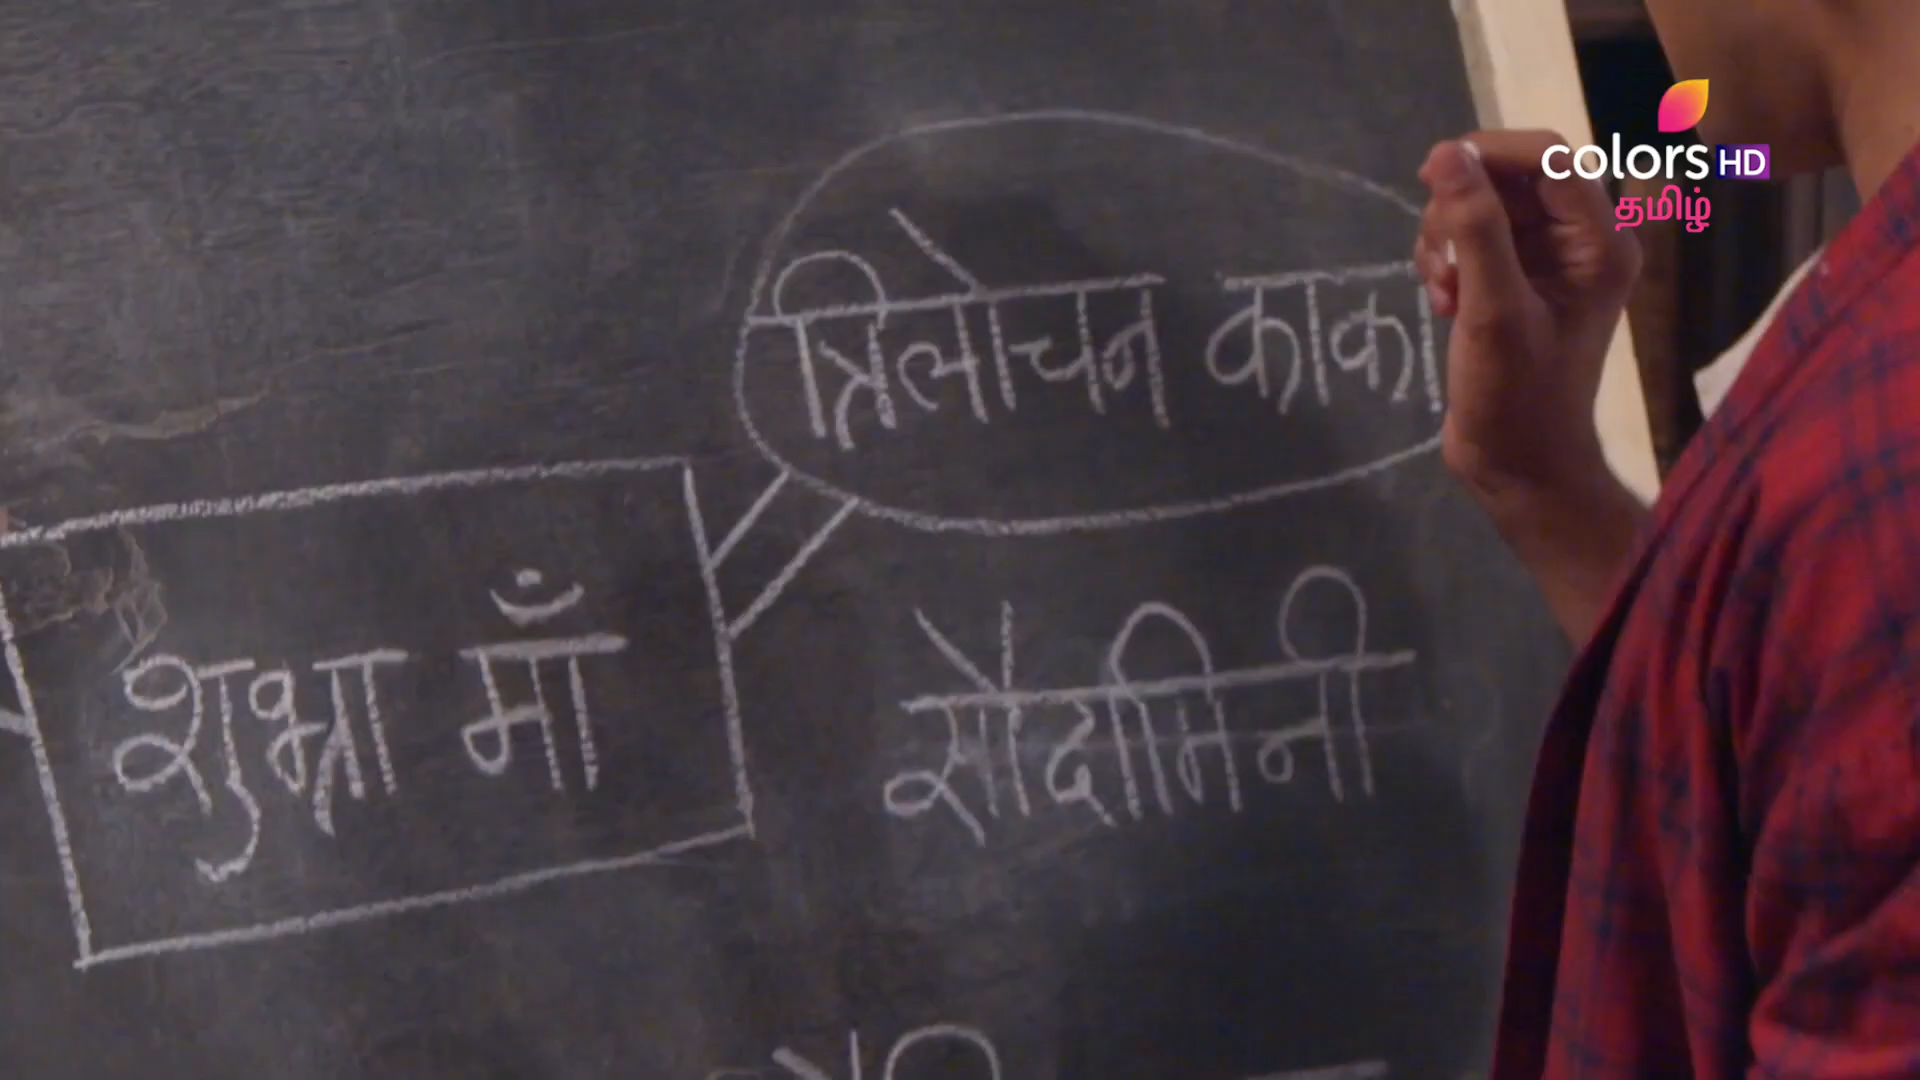 colors HD
தமிழ்
त्रिलोचन काका
शुभ्रा माँ
सौदामिनी